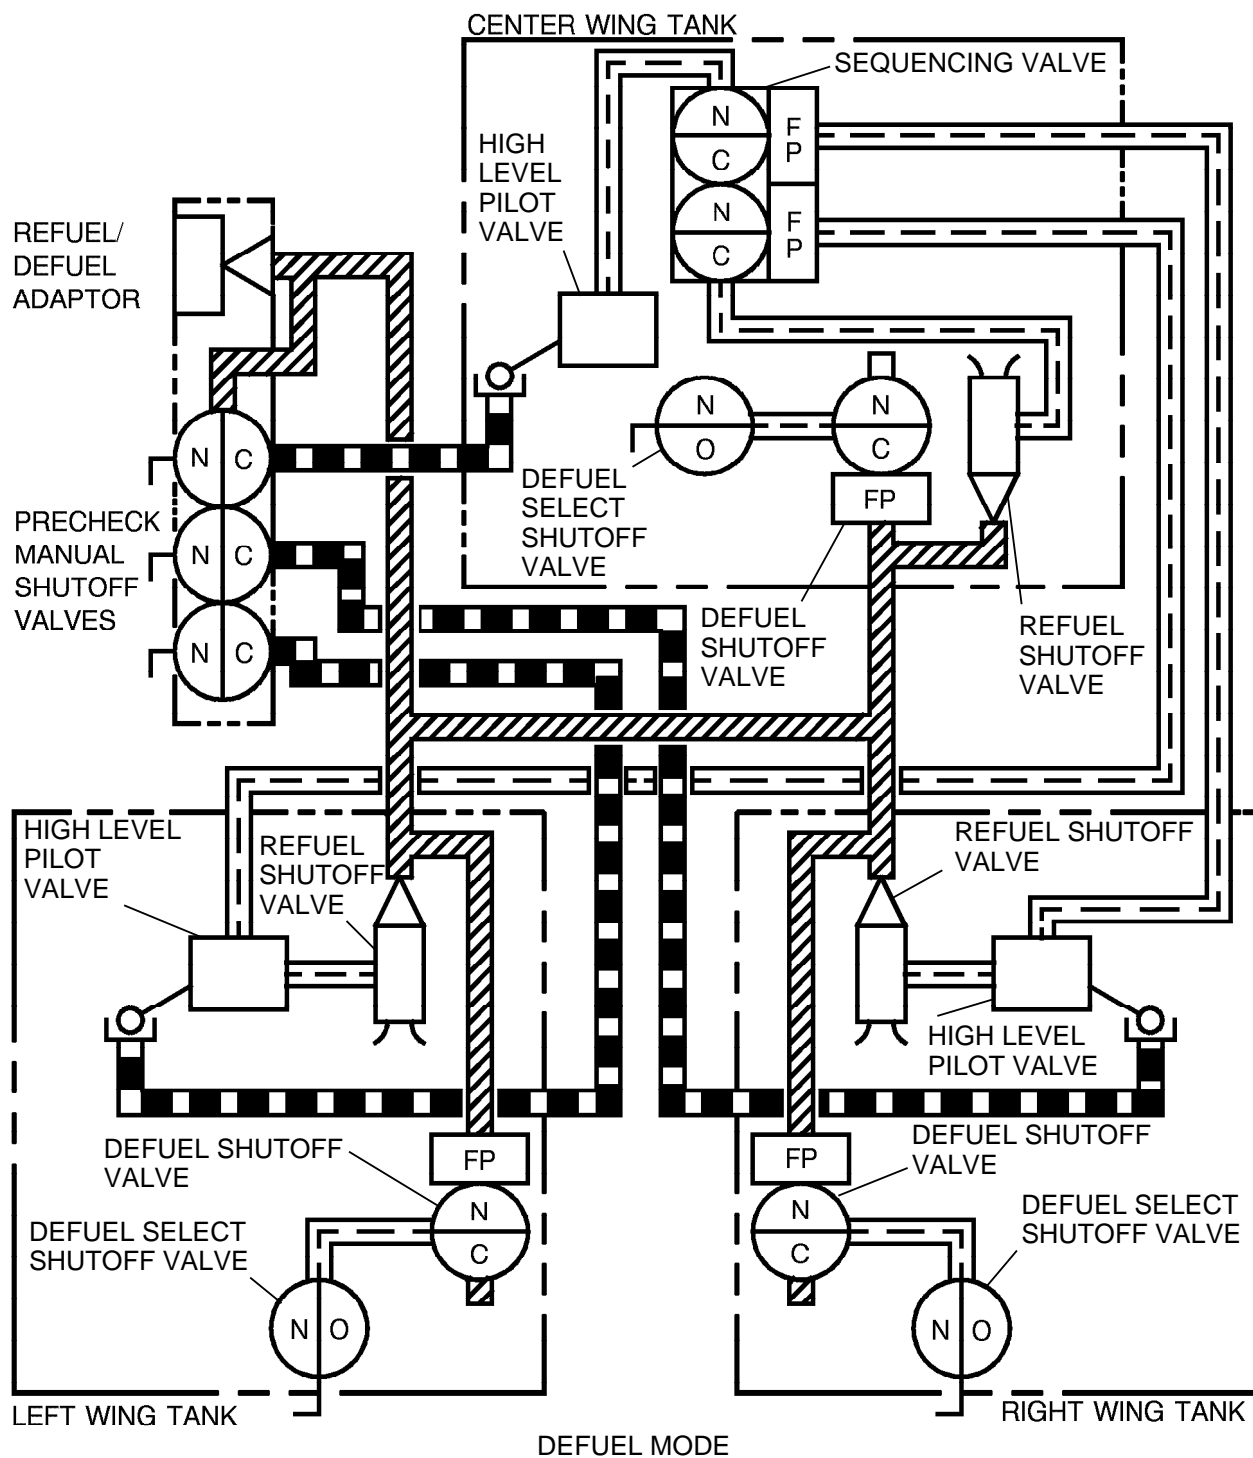 CENTER WING TANK
SEQUENCING VALVE
N
C
F
P
N
C
F
P
HIGH
LEVEL
PILOT
VALVE
REFUEL/
DEFUEL
ADAPTOR
N
O
N
C
FP
DEFUEL
SELECT
SHUTOFF
VALVE
N C
N C
N C
PRECHECK
MANUAL
SHUTOFF
VALVES
DEFUEL
SHUTOFF
VALVE
REFUEL
SHUTOFF
VALVE
HIGH LEVEL
PILOT
VALVE
REFUEL
SHUTOFF
VALVE
REFUEL SHUTOFF
VALVE
HIGH LEVEL
PILOT VALVE
DEFUEL SHUTOFF
VALVE
FP
N
C
FP
N
C
DEFUEL SHUTOFF
VALVE
DEFUEL SELECT
SHUTOFF VALVE
N O
DEFUEL SELECT
SHUTOFF VALVE
N O
LEFT WING TANK
RIGHT WING TANK
DEFUEL MODE